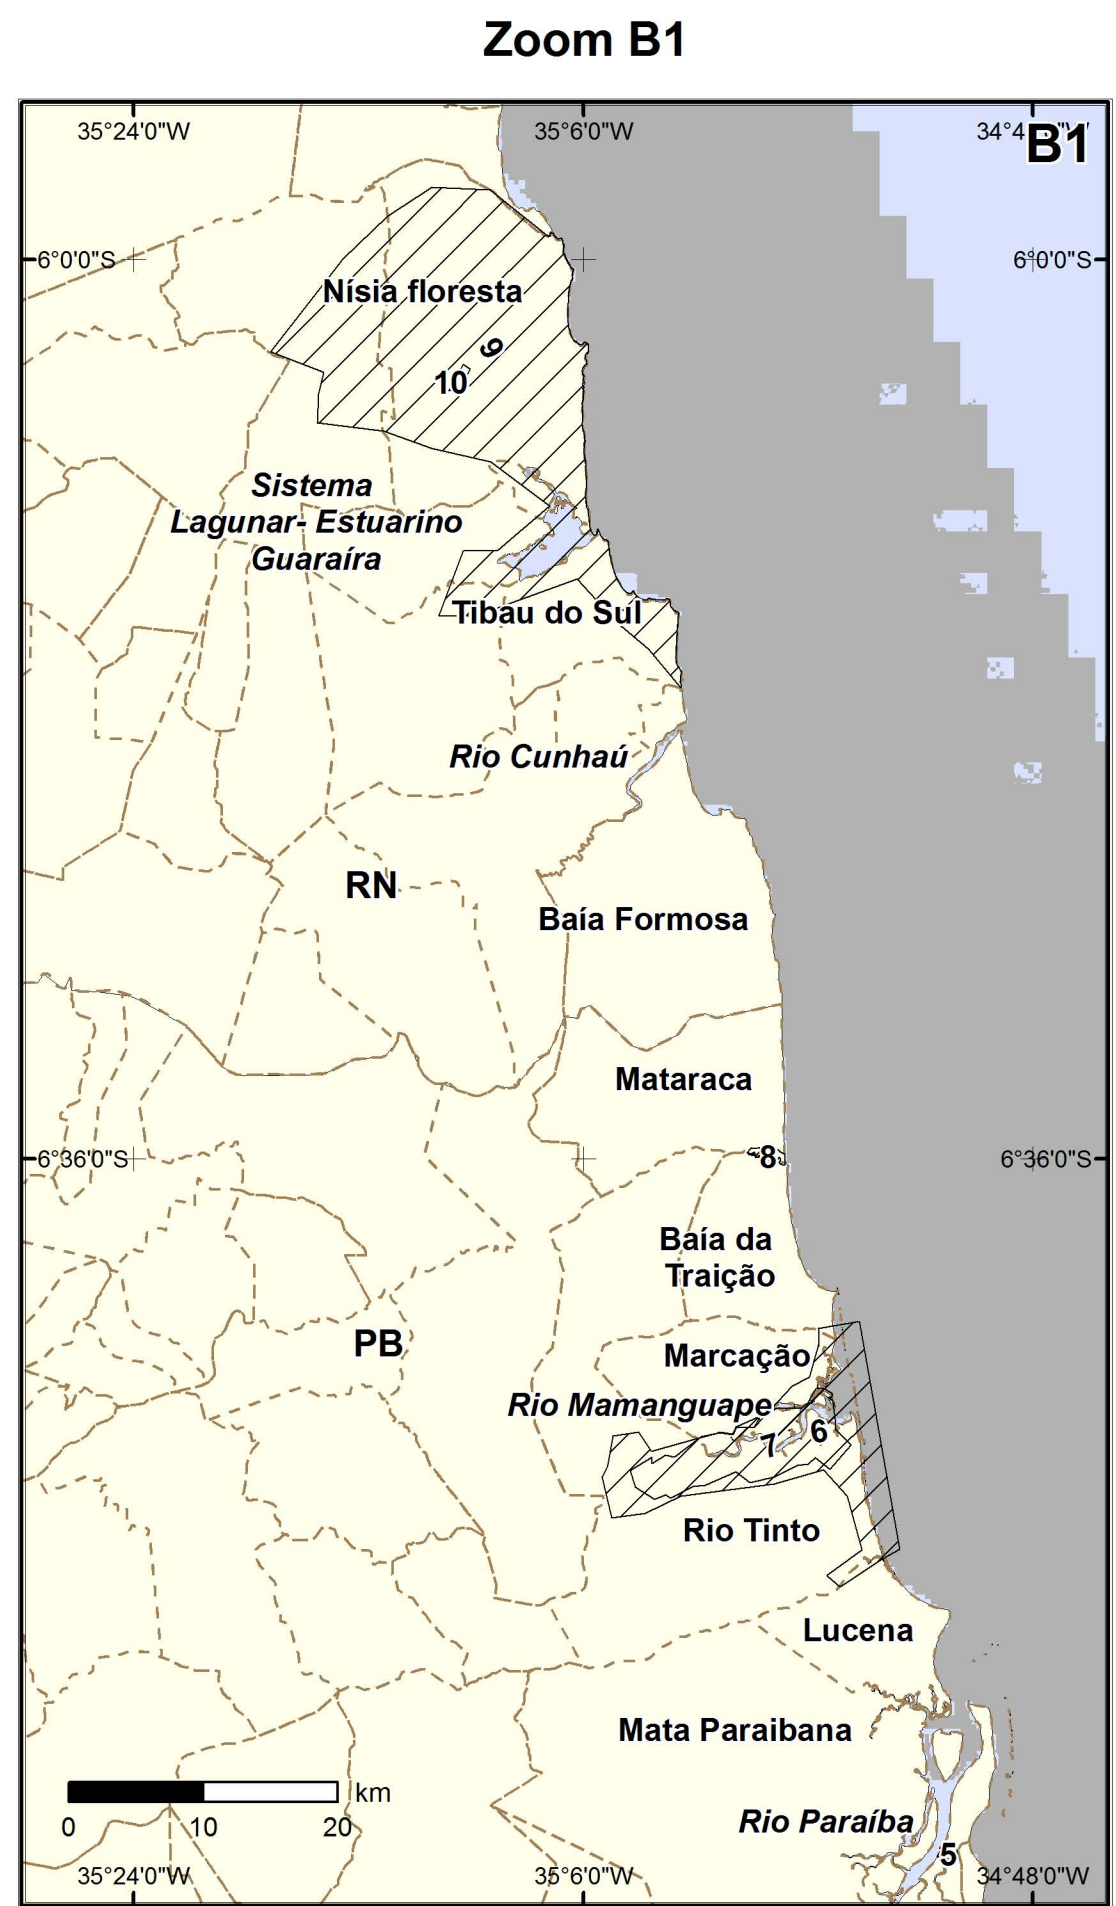 Zoom B1
35°24'0"W
35°6'0"W
34°4
"W
B1
6°0'0"S
6°0'0"S
Nísia floresta
9
10
Sistema
Lagunar- Estuarino
Guaraíra
Tibau do Sul
Rio Cunhaú
RN
Baía Formosa
Mataraca
6°36'0"S
8
6°36'0"S
Baía da
Traição
PB
Marcação
Rio Mamanguape
6
7
Rio Tinto
Lucena
Mata Paraibana
km
0
10
20
Rio Paraíba
5
35°24'0"W
35°6'0"W
34°48'0"W